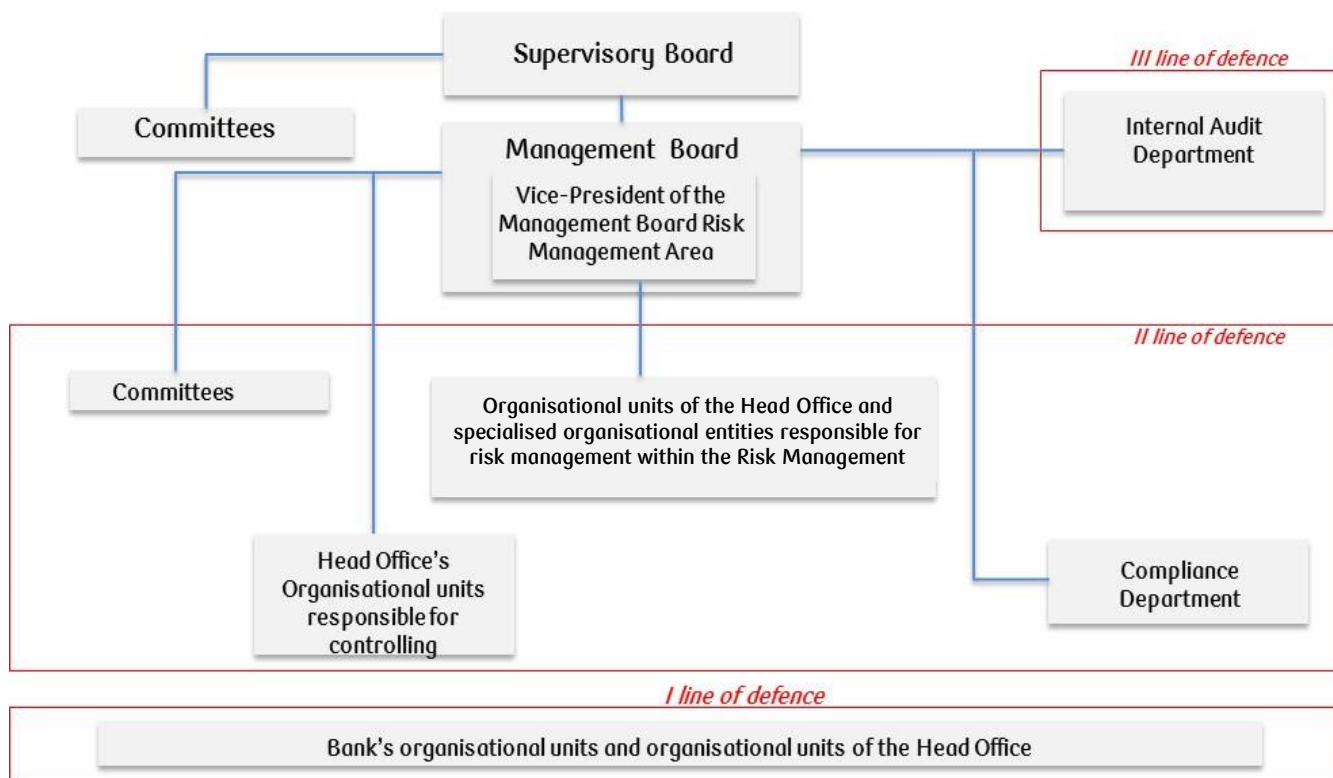 Supervisory Board
III line of defence
Committees
Internal Audit
Department
Management Board
Vice-President of the
Management Board Risk
Management Area
II line of defence
Committees
Organisational units of the Head Office and
specialised organisational entities responsible for
risk management within the Risk Management
Head Office's
Organisational units
responsible for
controlling
Compliance
Department
I line of defence
Bank's organisational units and organisational units of the Head Office